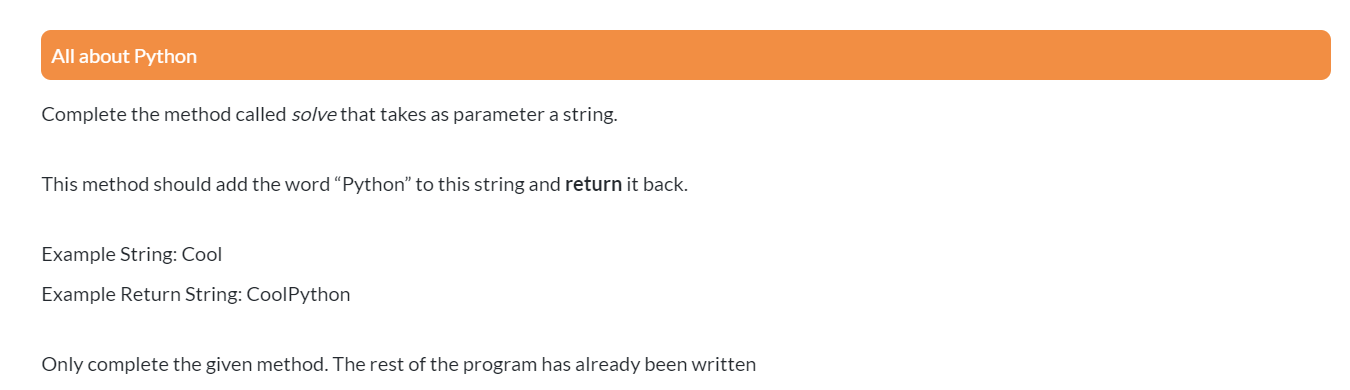 All about Python
Complete the method called solve that takes as parameter a string.
This method should add the word “Python” to this string and return it back.
Example String: Cool
Example Return String: CoolPython
Only complete the given method. The rest of the program has already been written